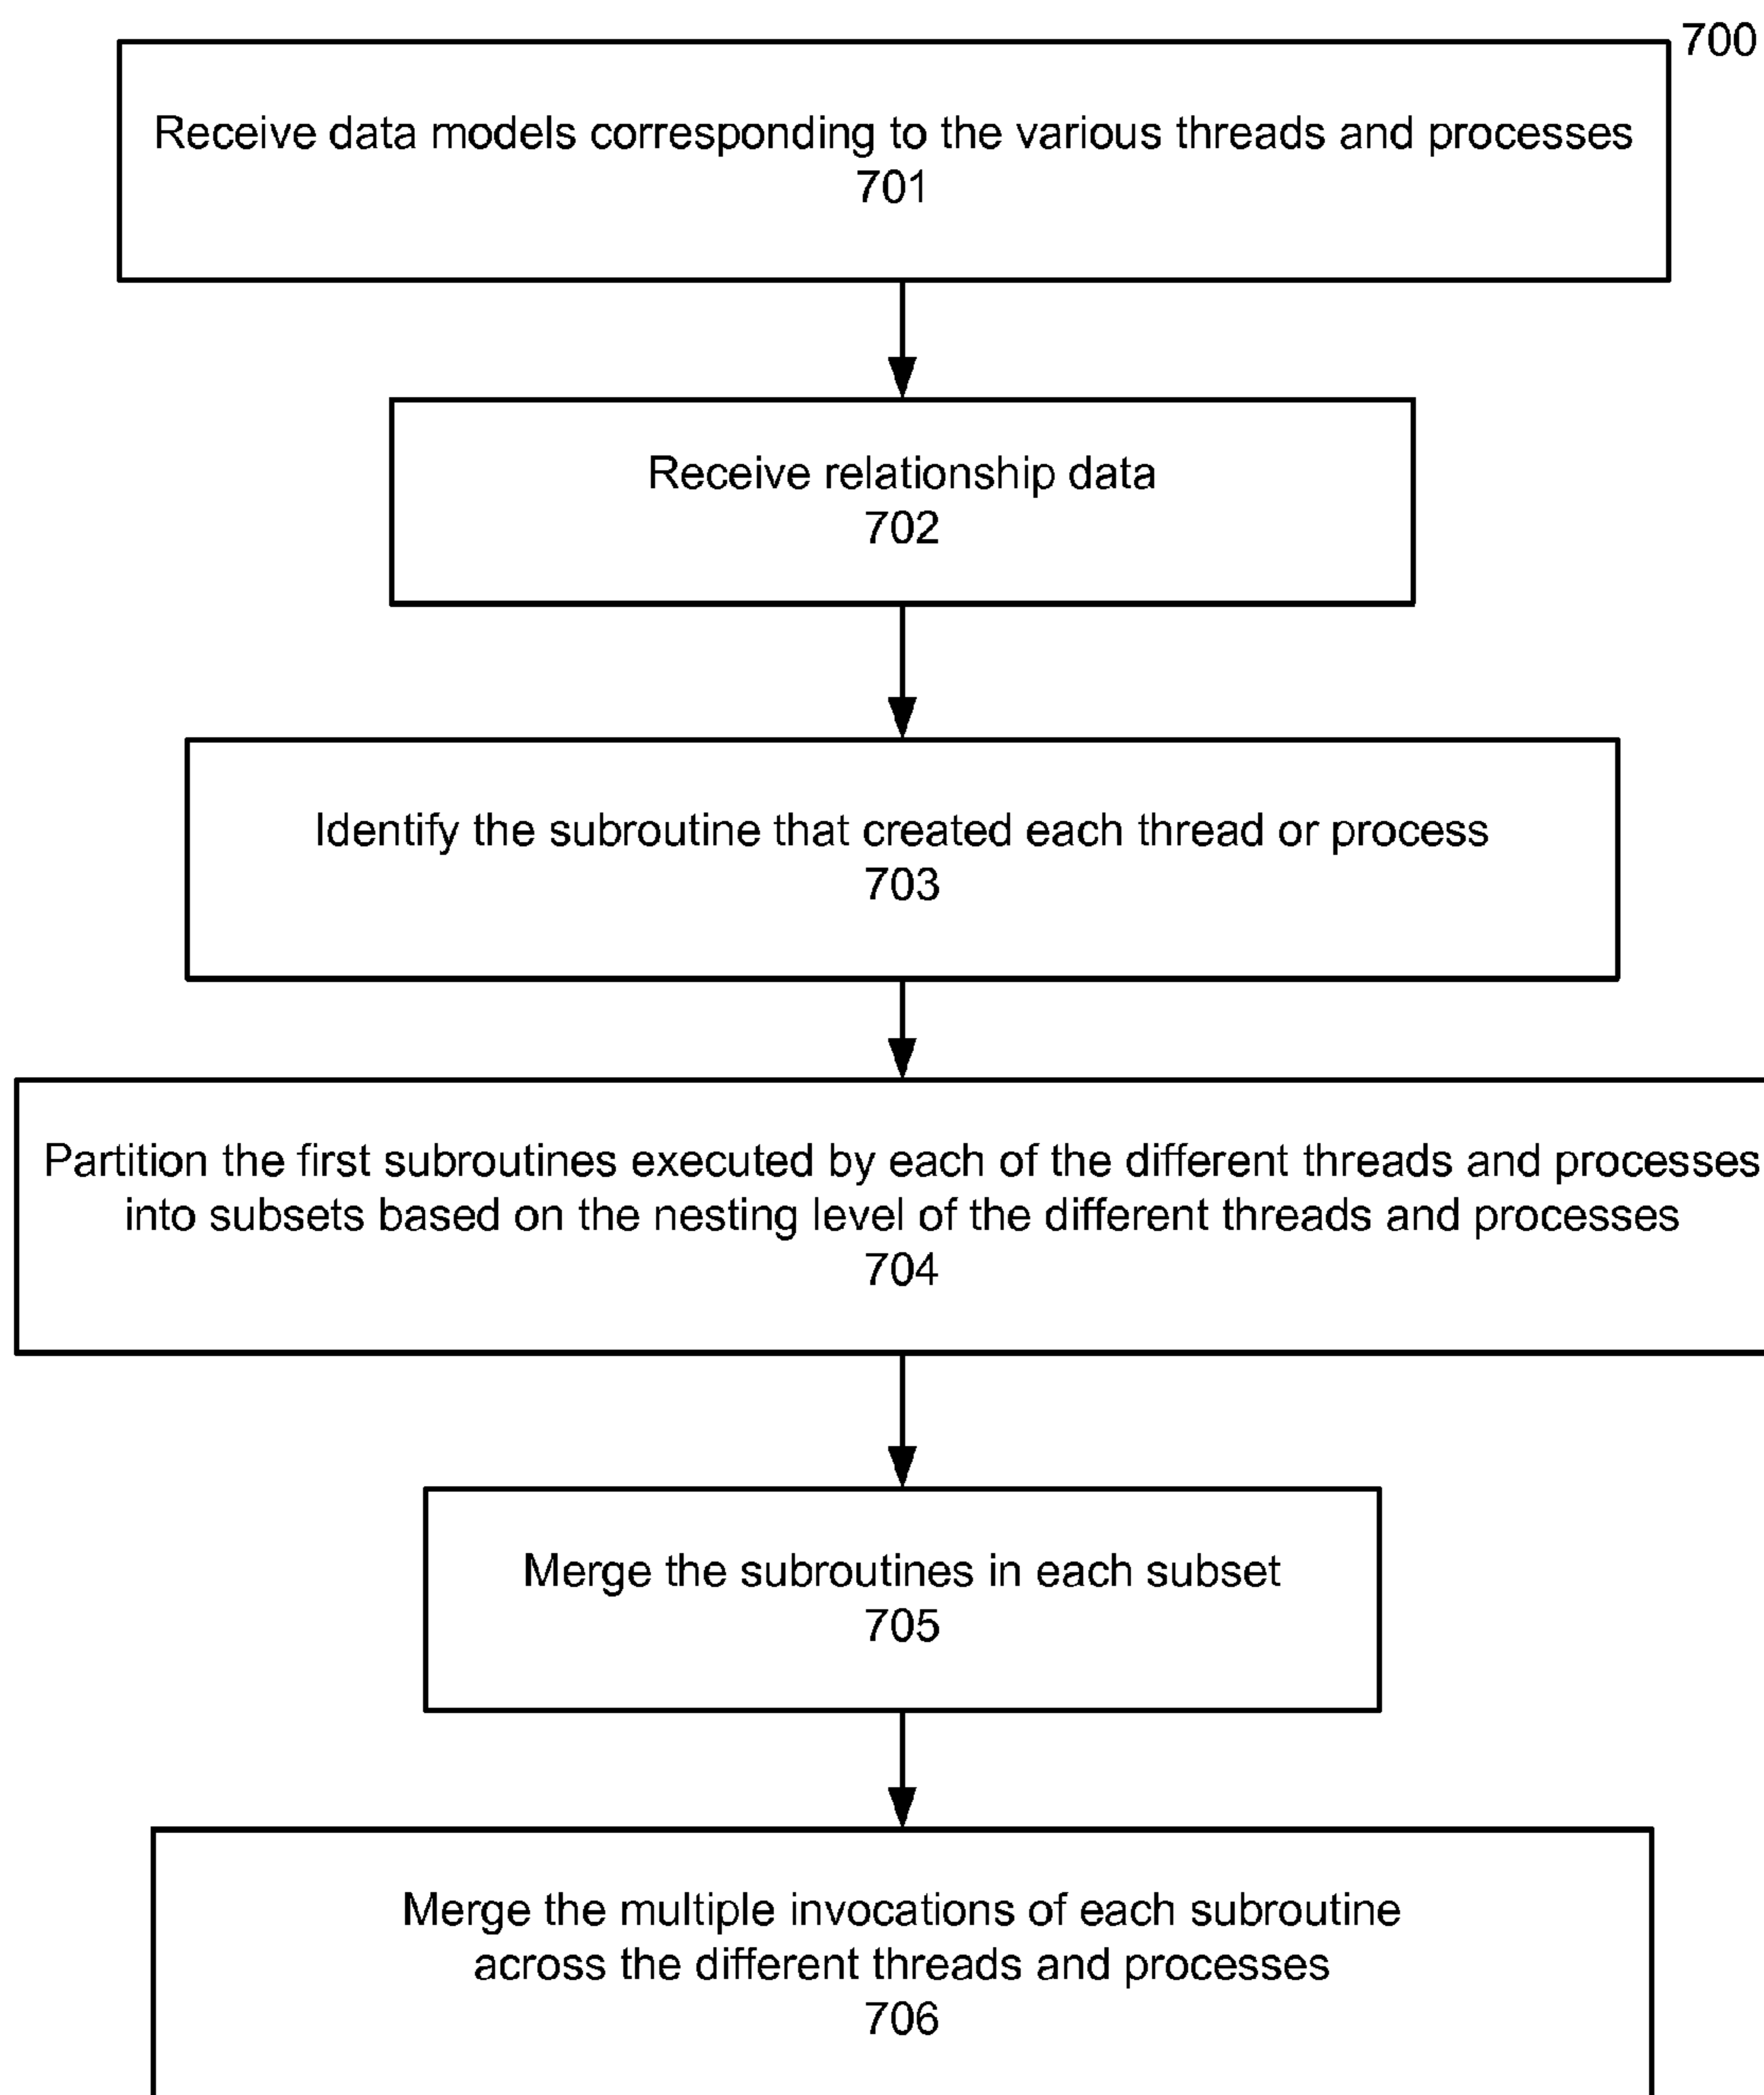 700
Receive data models corresponding to the various threads and processes
701
Receive relationship data
702
Identify the subroutine that created each thread or process
703
Partition the first subroutines executed by each of the different threads and processes
into subsets based on the nesting level of the different threads and processes
704
Merge the subroutines in each subset
705
Merge the multiple invocations of each subroutine
across the different threads and processes
706